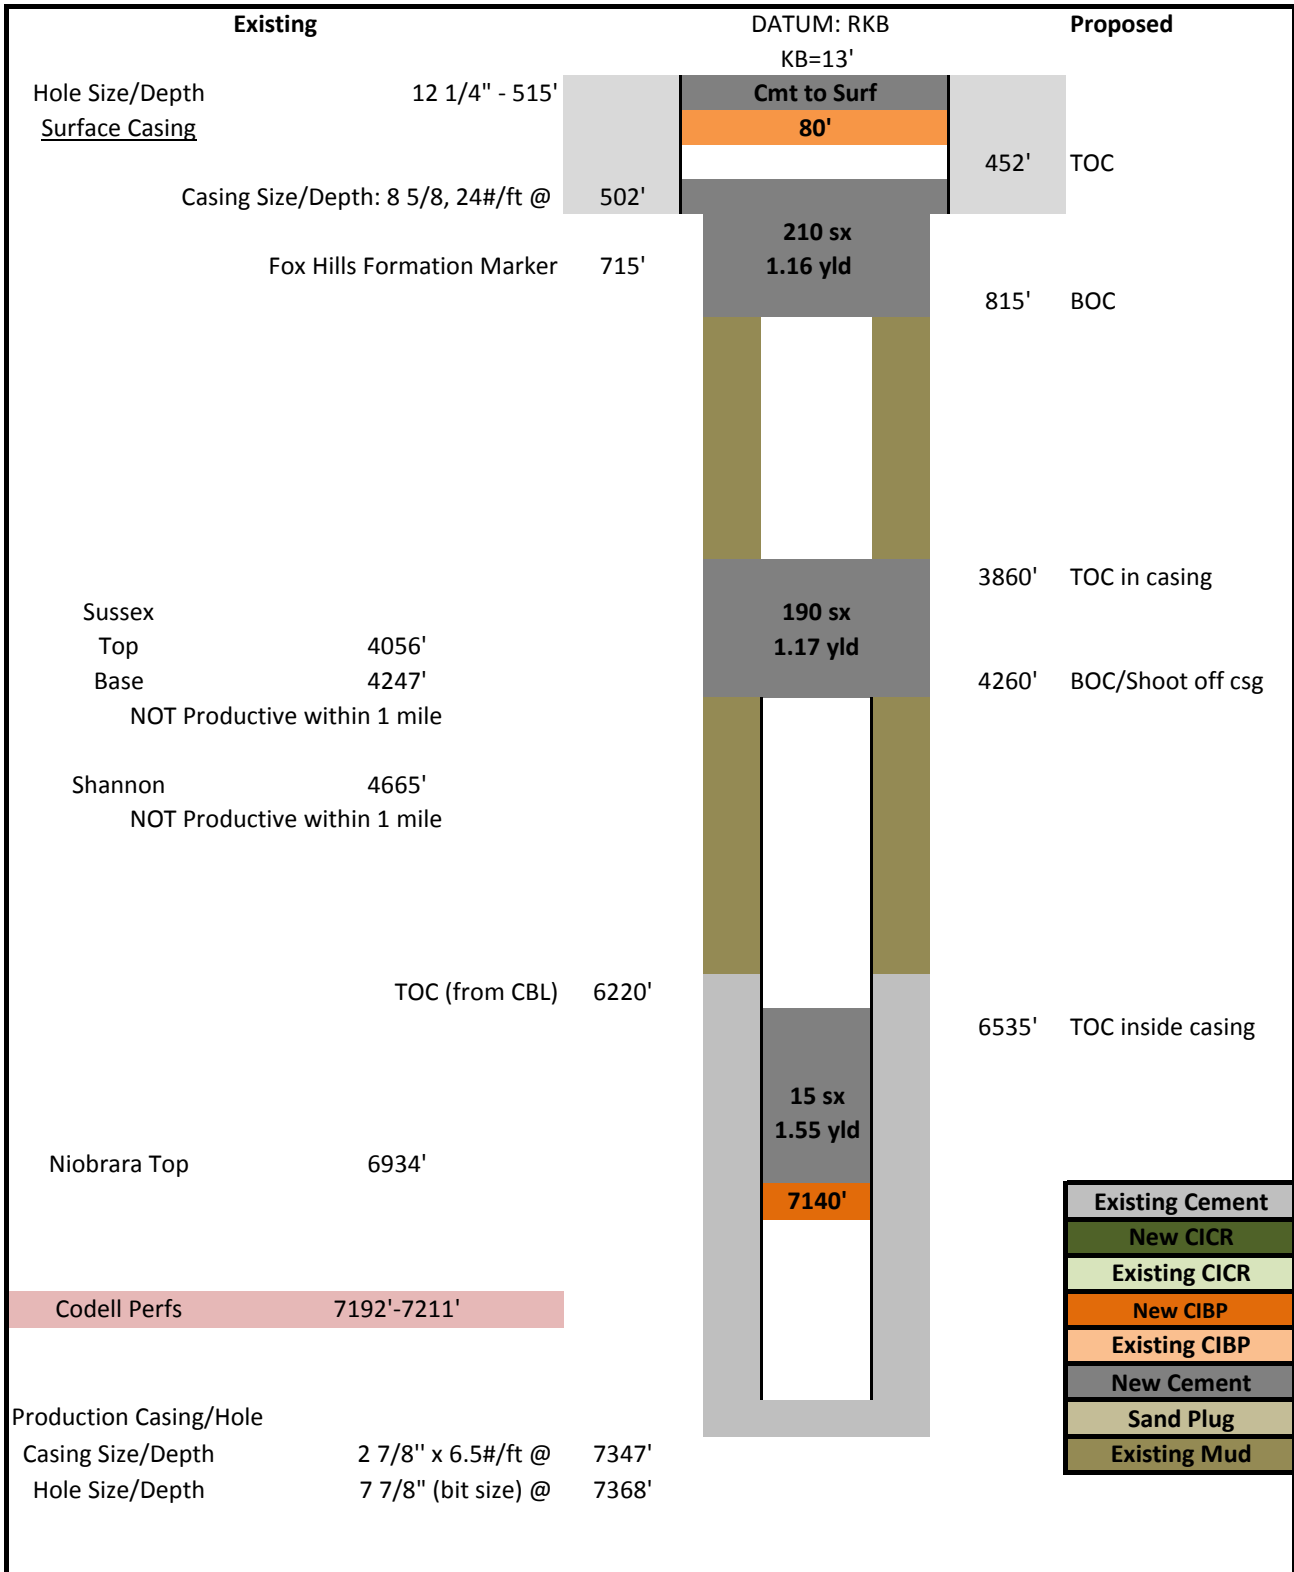 Existing DATUM: RKB Proposed
KB=13'
Hole Size/Depth 12 1/4" - 515' Cmt to Surf
Surface Casing 80'
452' TOC
Casing Size/Depth: 8 5/8, 24#/ft @ 502'
210 sx
Fox Hills Formation Marker 715' 1.16 yld
815' BOC
3860' TOC in casing
Sussex 190 sx
Top 4056' 1.17 yld
Base 4247' 4260' BOC/Shoot off csg
NOT Productive within 1 mile
Shannon 4665'
NOT Productive within 1 mile
TOC (from CBL) 6220'
6535' TOC inside casing
15 sx
1.55 yld
Niobrara Top 6934'
7140' Existing Cement
New CICR
Existing CICR
Codell Perfs 7192'-7211' New CIBP
Existing CIBP
New Cement
Production Casing/Hole Sand Plug
Casing Size/Depth 2 7/8'' x 6.5#/ft @ 7347' Existing Mud
Hole Size/Depth 7 7/8" (bit size) @ 7368'